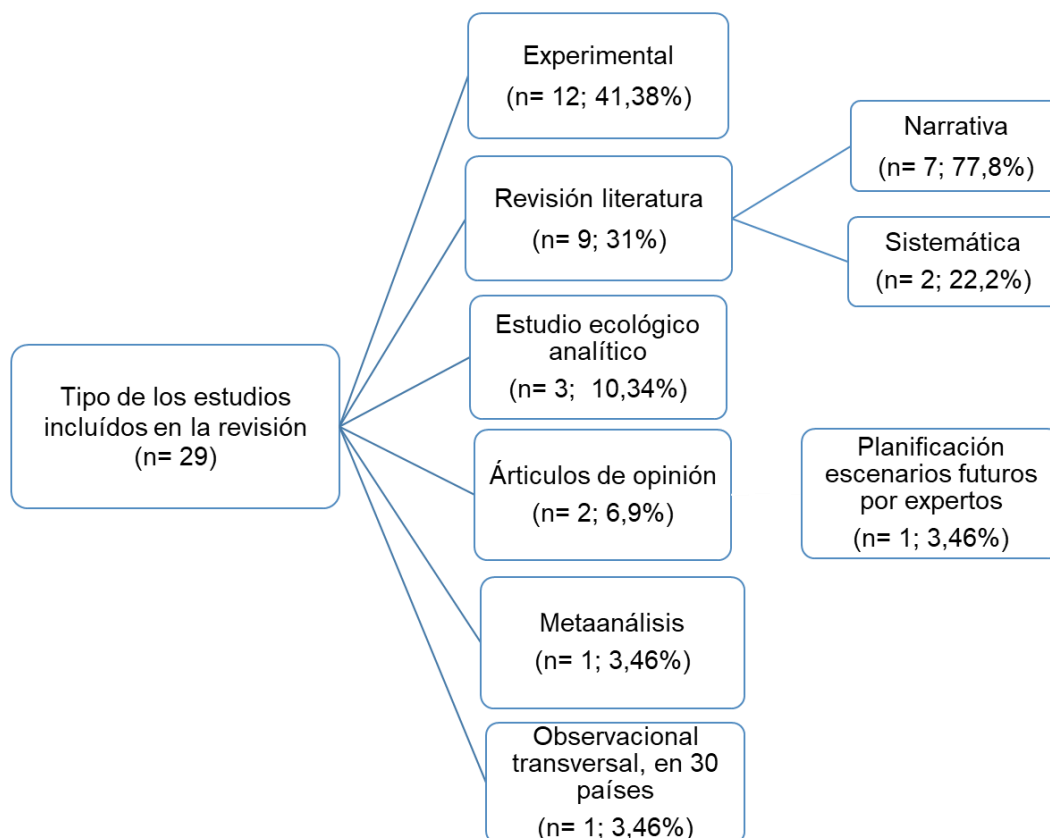 Tipo de los estudios
incluídos en la revisión
(n= 29)
Experimental
(n= 12; 41,38%)
Revisión literatura
(n= 9; 31%)
Narrativa
(n= 7; 77,8%)
Sistemática
(n= 2; 22,2%)
Estudio ecológico
analítico
(n= 3;  10,34%)
Árticulos de opinión
(n= 2; 6,9%)
Planificación
escenarios futuros
por expertos
(n= 1; 3,46%)
Metaanálisis
(n= 1; 3,46%)
Observacional
transversal, en 30
países
(n= 1; 3,46%)